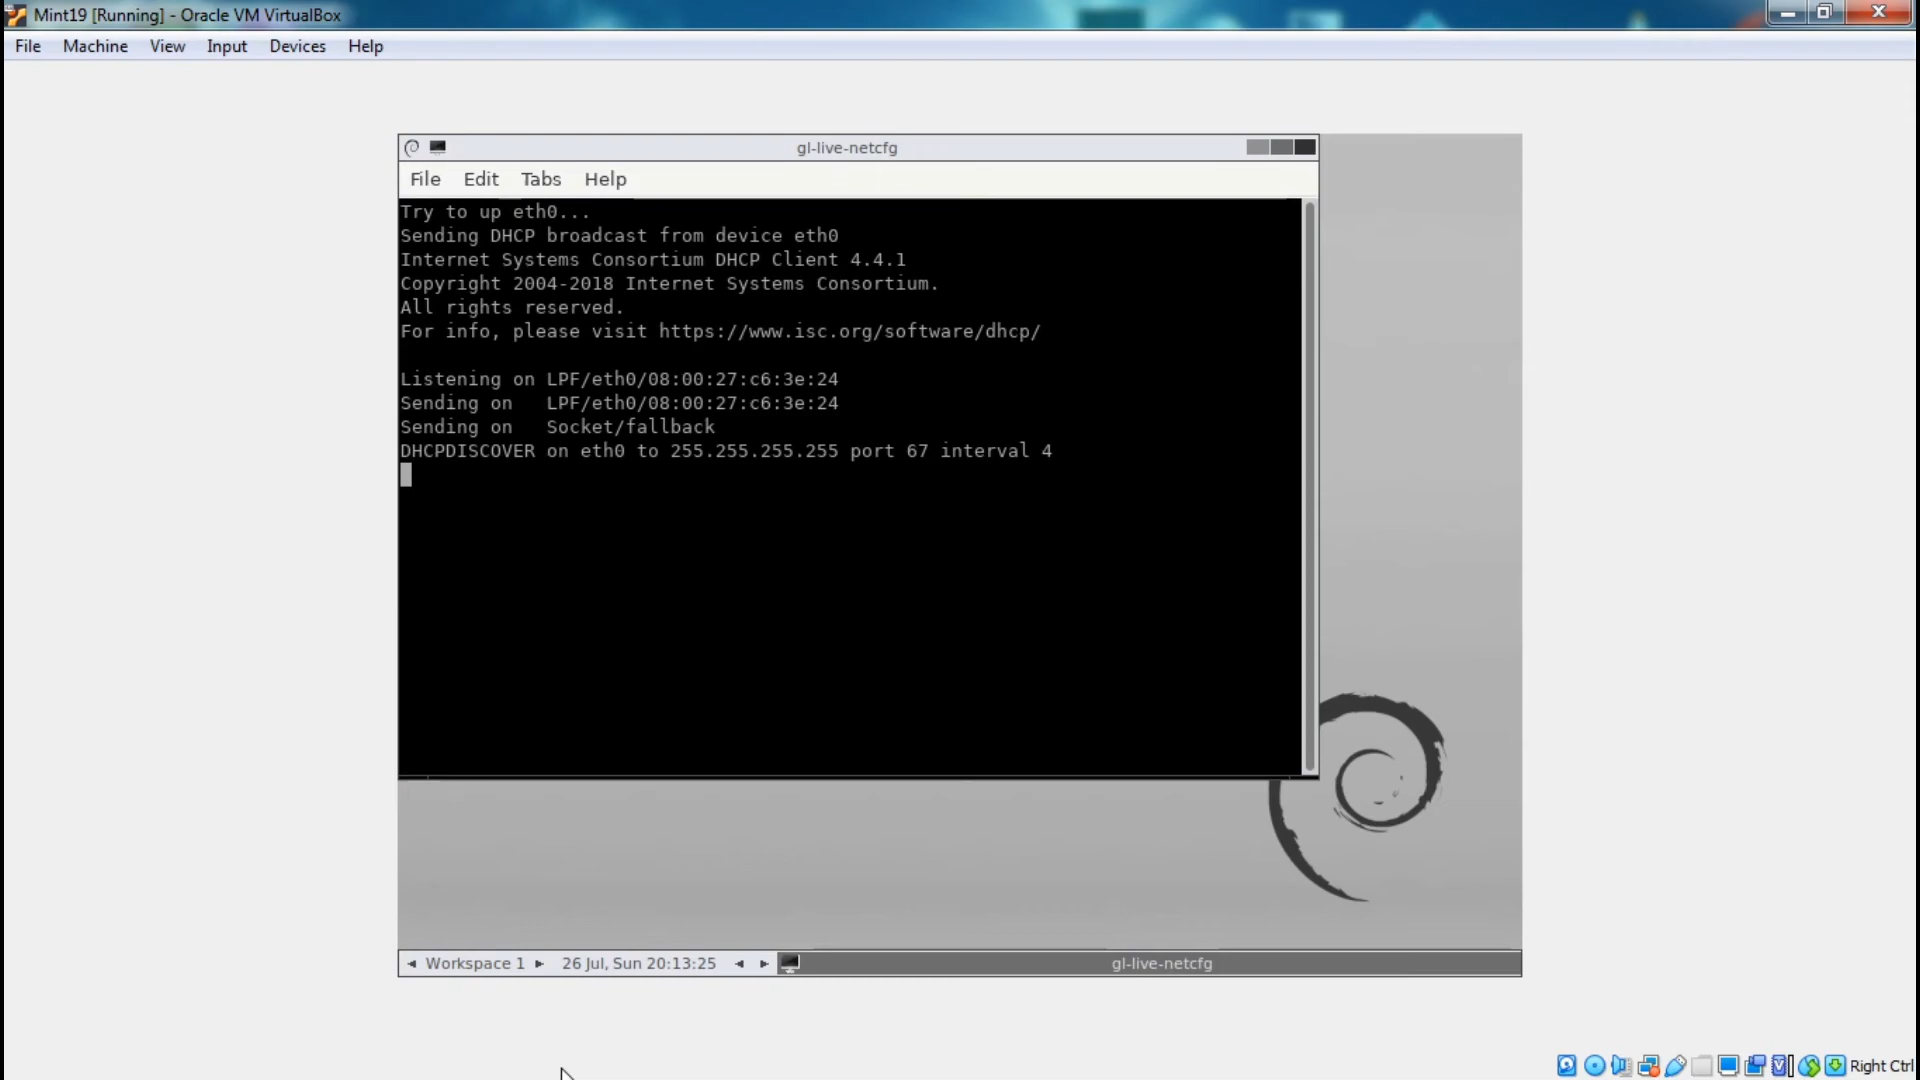 Mint19 [Running] - Oracle VM VirtualBox
File Machine View Input Devices Help
gl-live-netcfg
File Edit Tabs Help
Try to up eth0...
Sending DHCP broadcast from device eth0
Internet Systems Consortium DHCP Client 4.4.1
Copyright 2004-2018 Internet Systems Consortium.
All rights reserved.
For info, please visit https://www.isc.org/software/dhcp/
Listening on LPF/eth0/08:00:27:c6:3e:24
Sending on   LPF/eth0/08:00:27:c6:3e:24
Sending on   Socket/fallback
DHCPDISCOVER on eth0 to 255.255.255.255 port 67 interval 4
Workspace 1 26 Jul, Sun 20:13:25 gl-live-netcfg
Right Ctrl